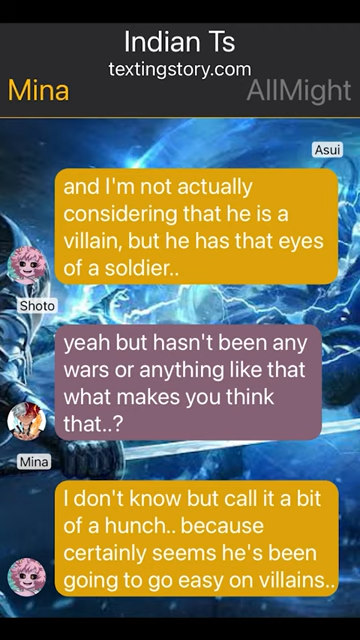 Indian Ts
textingstory.com
Mina
AllMight
Asui
and I'm not actually
considering that he is a
villain, but he has that eyes
of a soldier..
Shoto
yeah but hasn't been any
wars or anything like that
what makes you think
that..?
Mina
I don't know but call it a bit
of a hunch.. because
certainly seems he's been
going to go easy on villains..